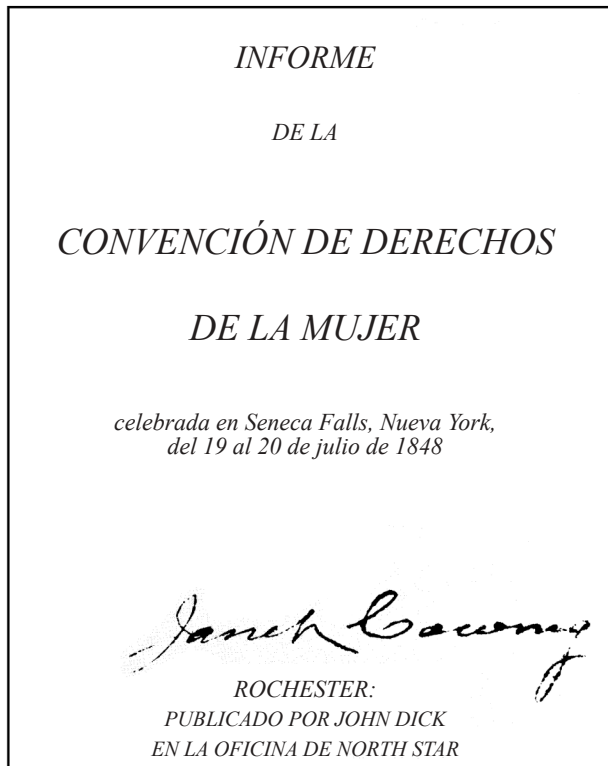 INFORME
DE LA
CONVENCIÓN DE DERECHOS
DE LA MUJER
celebrada en Seneca Falls, Nueva York,
del 19 al 20 de julio de 1848
ROCHESTER:
PUBLICADO POR JOHN DICK
EN LA OFICINA DE NORTH STAR